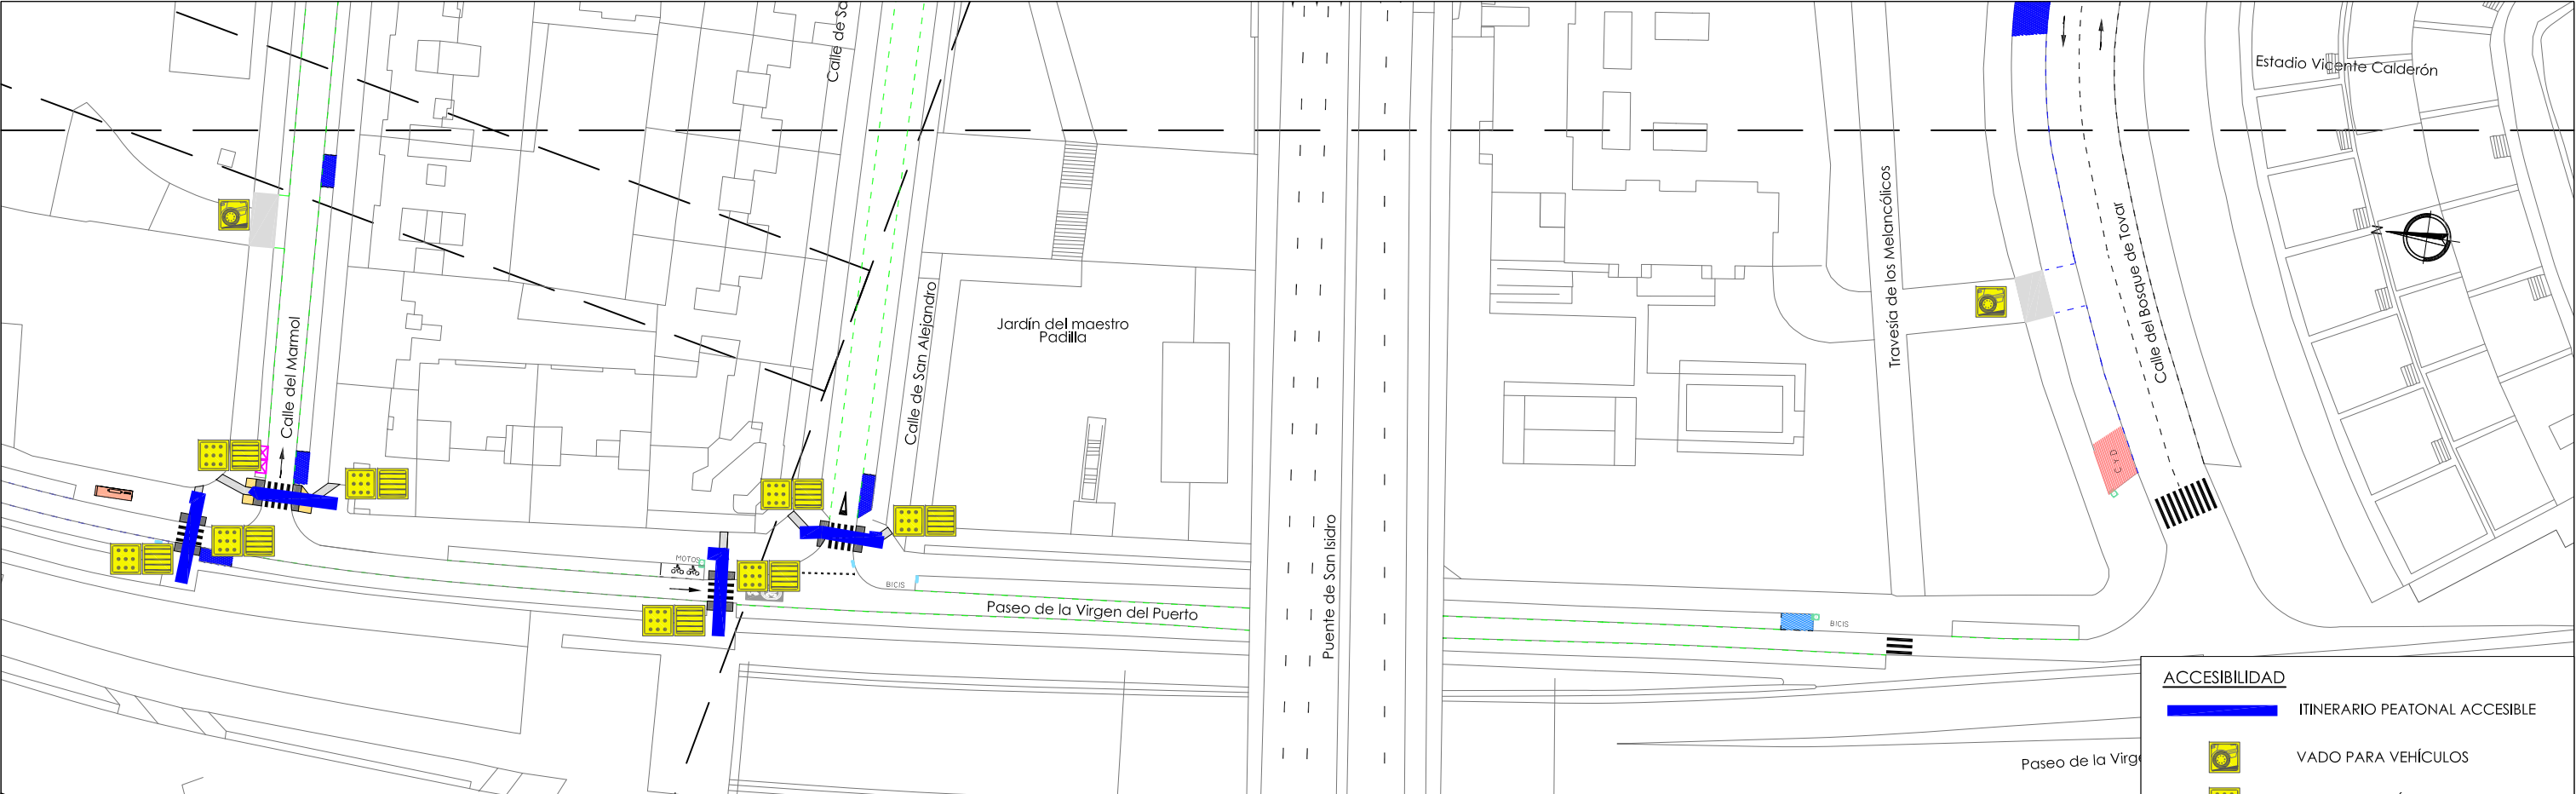 Calle de Sa
Estadio Vicente Calderón
Travesía de los Melancólicos
Calle del Bosque de Tovar
N
Calle del Marmol
Calle de San Alejandro
Jardín del maestro
Padilla
C Y D
MOTOS
BICIS
Paseo de la Virgen del Puerto
Puente de San Isidro
BICIS
Paseo de la Virge
ACCESIBILIDAD
ITINERARIO PEATONAL ACCESIBLE
VADO PARA VEHÍCULOS